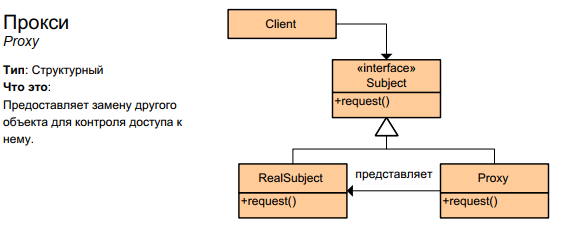 Прокси
Proxy
Тип: Структурный
Что это:
Предоставляет замену другого
объекта для контроля доступа к
нему.
Client
«interface»
Subject
+request()
RealSubject
+request()
представляет
Proxy
+request()